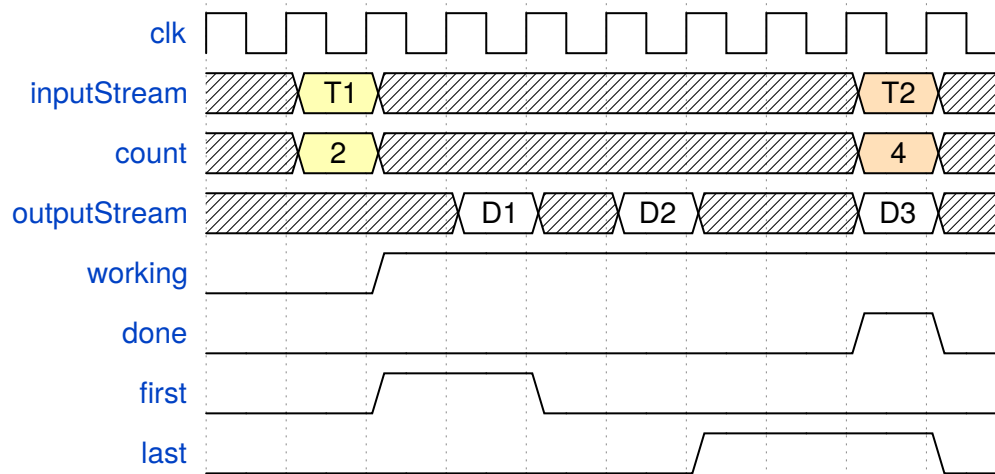 clk
inputStream T1 T2
count 2 4
outputStream D1 D2 D3
working
done
first
last